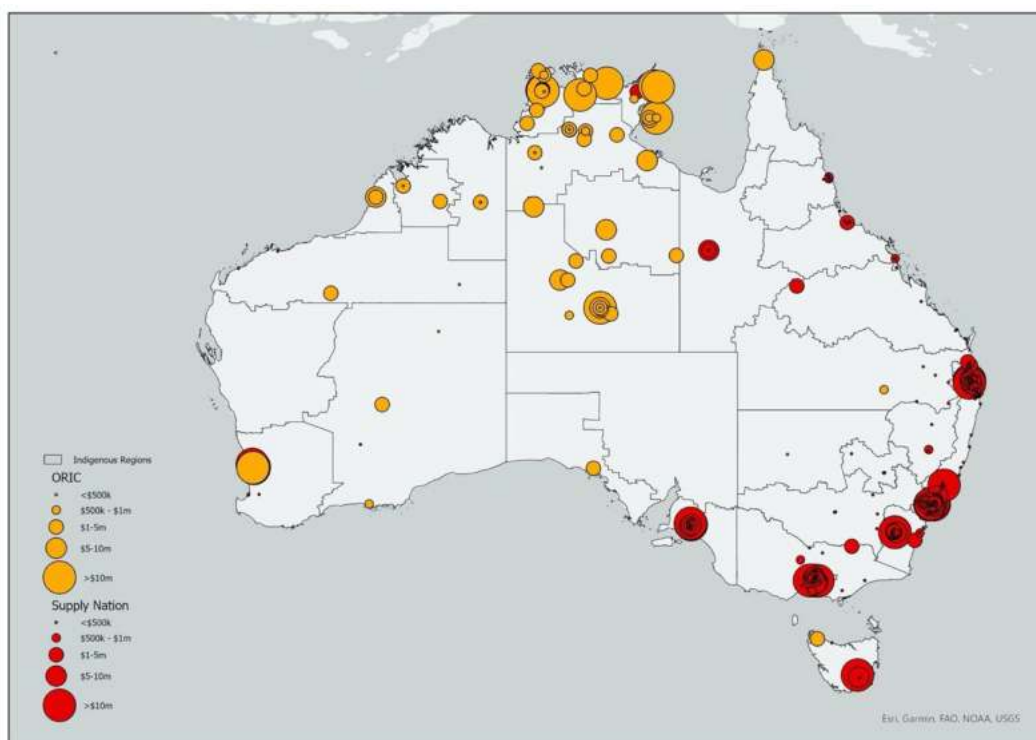 Indigenous Regions
ORIC
<$500k
$500k - $1m
$1-5m
$5-10m
>$10m
Supply Nation
<$500k
$500k - $1m
$1-5m
$5-10m
>$10m
Esri, Garmin, FAO, NOAA, USGS